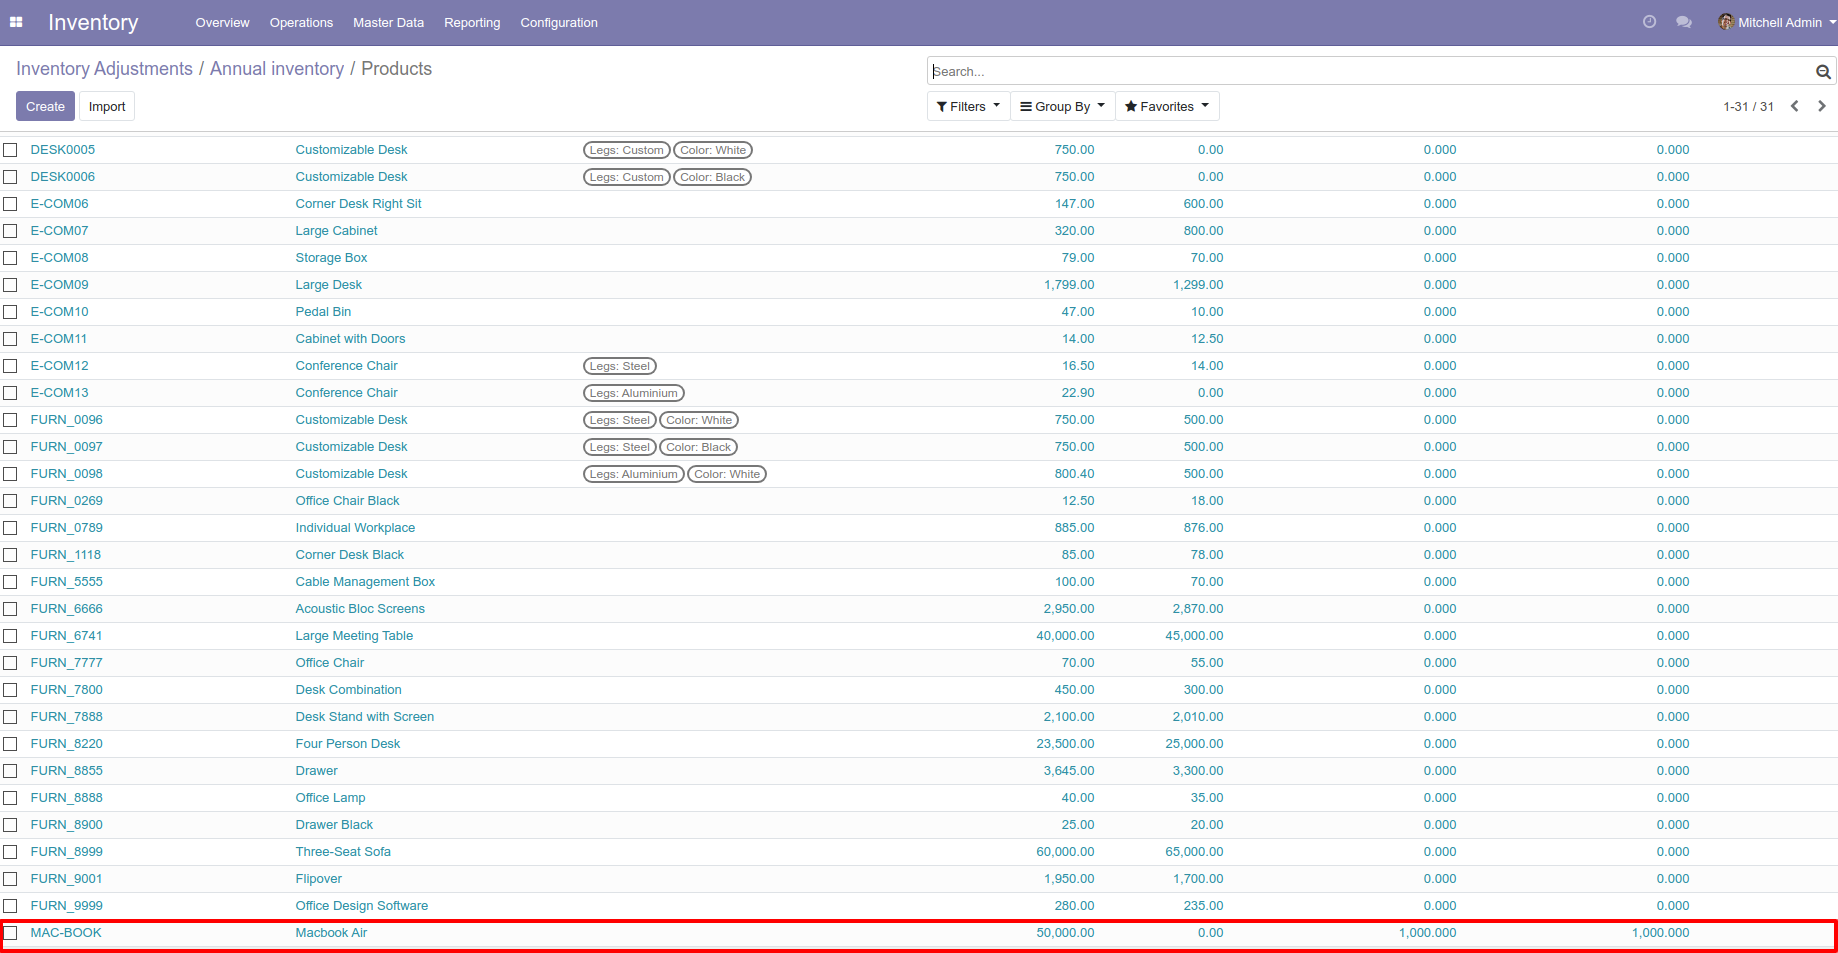 Inventory Overview Operations Master Data Reporting Configuration Mitchell Admin
Inventory Adjustments / Annual inventory / Products Search...
Create Import Filters Group By Favorites 1-31 / 31
DESK0005 Customizable Desk Legs: Custom Color: White 750.00 0.00 0.000 0.000
DESK0006 Customizable Desk Legs: Custom Color: Black 750.00 0.00 0.000 0.000
E-COM06 Corner Desk Right Sit 147.00 600.00 0.000 0.000
E-COM07 Large Cabinet 320.00 800.00 0.000 0.000
E-COM08 Storage Box 79.00 70.00 0.000 0.000
E-COM09 Large Desk 1,799.00 1,299.00 0.000 0.000
E-COM10 Pedal Bin 47.00 10.00 0.000 0.000
E-COM11 Cabinet with Doors 14.00 12.50 0.000 0.000
E-COM12 Conference Chair Legs: Steel 16.50 14.00 0.000 0.000
E-COM13 Conference Chair Legs: Aluminium 22.90 0.00 0.000 0.000
FURN_0096 Customizable Desk Legs: Steel Color: White 750.00 500.00 0.000 0.000
FURN_0097 Customizable Desk Legs: Steel Color: Black 750.00 500.00 0.000 0.000
FURN_0098 Customizable Desk Legs: Aluminium Color: White 800.40 500.00 0.000 0.000
FURN_0269 Office Chair Black 12.50 18.00 0.000 0.000
FURN_0789 Individual Workplace 885.00 876.00 0.000 0.000
FURN_1118 Corner Desk Black 85.00 78.00 0.000 0.000
FURN_5555 Cable Management Box 100.00 70.00 0.000 0.000
FURN_6666 Acoustic Bloc Screens 2,950.00 2,870.00 0.000 0.000
FURN_6741 Large Meeting Table 40,000.00 45,000.00 0.000 0.000
FURN_7777 Office Chair 70.00 55.00 0.000 0.000
FURN_7800 Desk Combination 450.00 300.00 0.000 0.000
FURN_7888 Desk Stand with Screen 2,100.00 2,010.00 0.000 0.000
FURN_8220 Four Person Desk 23,500.00 25,000.00 0.000 0.000
FURN_8855 Drawer 3,645.00 3,300.00 0.000 0.000
FURN_8888 Office Lamp 40.00 35.00 0.000 0.000
FURN_8900 Drawer Black 25.00 20.00 0.000 0.000
FURN_8999 Three-Seat Sofa 60,000.00 65,000.00 0.000 0.000
FURN_9001 Flipover 1,950.00 1,700.00 0.000 0.000
FURN_9999 Office Design Software 280.00 235.00 0.000 0.000
MAC-BOOK Macbook Air 50,000.00 0.00 1,000.000 1,000.000